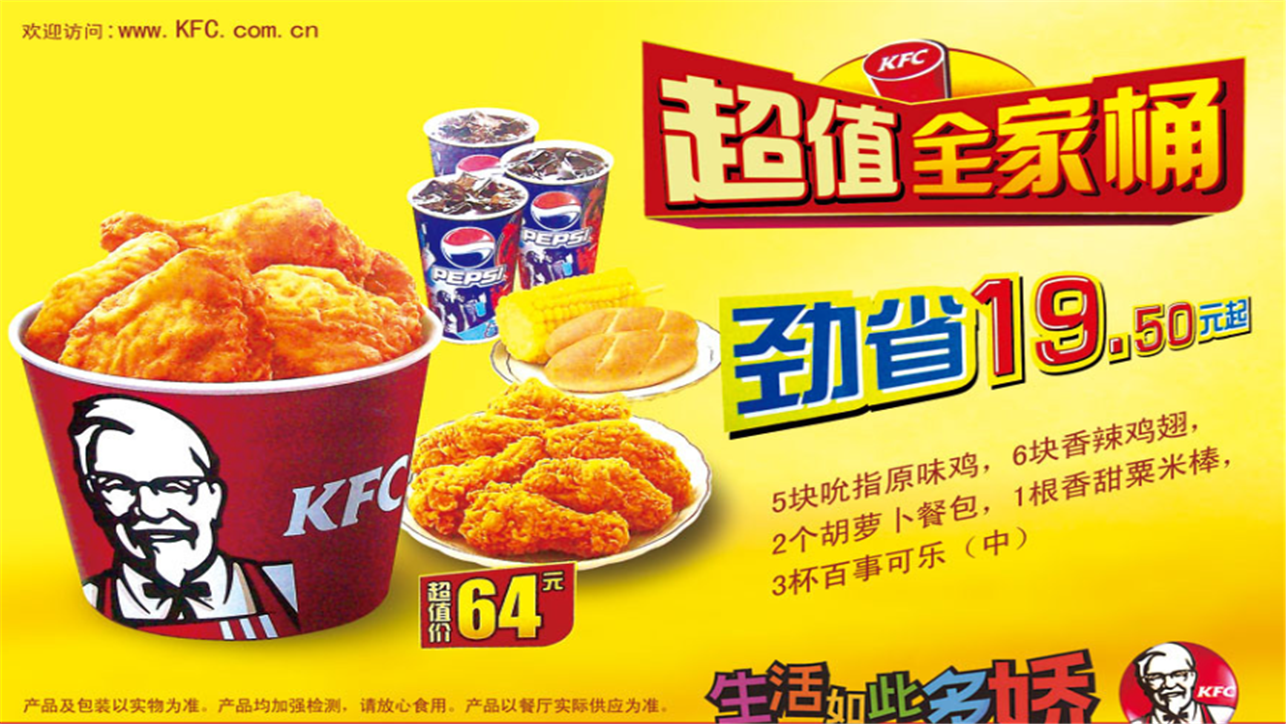 欢迎访问:www.KFC.com.cn
KFC
超值全家桶
PEPSI
PEPSI
劲省19.50元起
KFC
5块吮指原味鸡，6块香辣鸡翅，
2个胡萝卜餐包，1根香甜粟米棒，
3杯百事可乐（中）
超值价64元
生活如此多娇
KFC
产品及包装以实物为准。产品均加强检测，请放心食用。产品以餐厅实际供应为准。